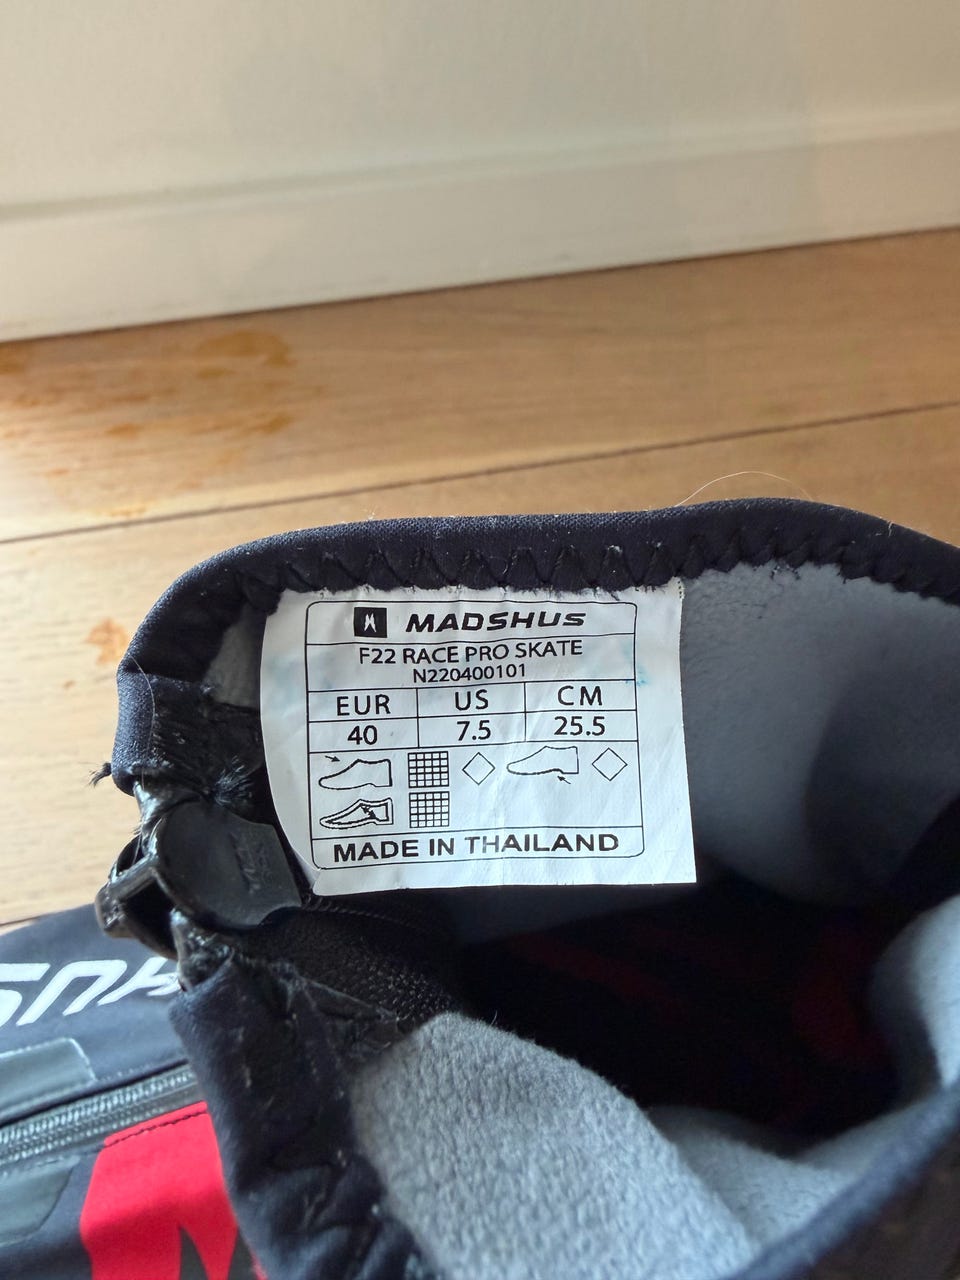 MADSHUS
F22 RACE PRO SKATE
N220400101
EUR US CM
40 7.5 25.5
MADE IN THAILAND